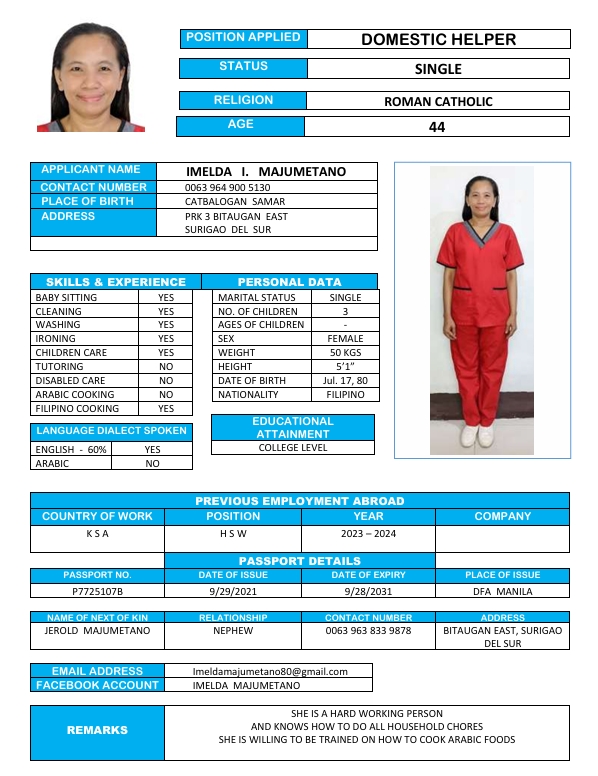 POSITION APPLIED DOMESTIC HELPER
STATUS SINGLE
RELIGION ROMAN CATHOLIC
AGE 44
APPLICANT NAME IMELDA I. MAJUMETANO
CONTACT NUMBER 0063 964 900 5130
PLACE OF BIRTH CATBALOGAN SAMAR
ADDRESS PRK 3 BITAUGAN EAST
SURIGAO DEL SUR
SKILLS & EXPERIENCE PERSONAL DATA
BABY SITTING YES MARITAL STATUS SINGLE
CLEANING YES NO. OF CHILDREN 3
WASHING YES AGES OF CHILDREN -
IRONING YES SEX FEMALE
CHILDREN CARE YES WEIGHT 50 KGS
TUTORING NO HEIGHT 5’1”
DISABLED CARE NO DATE OF BIRTH Jul. 17, 80
ARABIC COOKING NO NATIONALITY FILIPINO
FILIPINO COOKING YES
EDUCATIONAL
ATTAINMENT
COLLEGE LEVEL
LANGUAGE DIALECT SPOKEN
ENGLISH - 60% YES
ARABIC NO
PREVIOUS EMPLOYMENT ABROAD
COUNTRY OF WORK POSITION YEAR COMPANY
K S A H S W 2023 – 2024
PASSPORT DETAILS
PASSPORT NO. DATE OF ISSUE DATE OF EXPIRY PLACE OF ISSUE
P7725107B 9/29/2021 9/28/2031 DFA MANILA
NAME OF NEXT OF KIN RELATIONSHIP CONTACT NUMBER ADDRESS
JEROLD MAJUMETANO NEPHEW 0063 963 833 9878 BITAUGAN EAST, SURIGAO
DEL SUR
EMAIL ADDRESS Imeldamajumetano80@gmail.com
FACEBOOK ACCOUNT IMELDA MAJUMETANO
REMARKS
SHE IS A HARD WORKING PERSON
AND KNOWS HOW TO DO ALL HOUSEHOLD CHORES
SHE IS WILLING TO BE TRAINED ON HOW TO COOK ARABIC FOODS